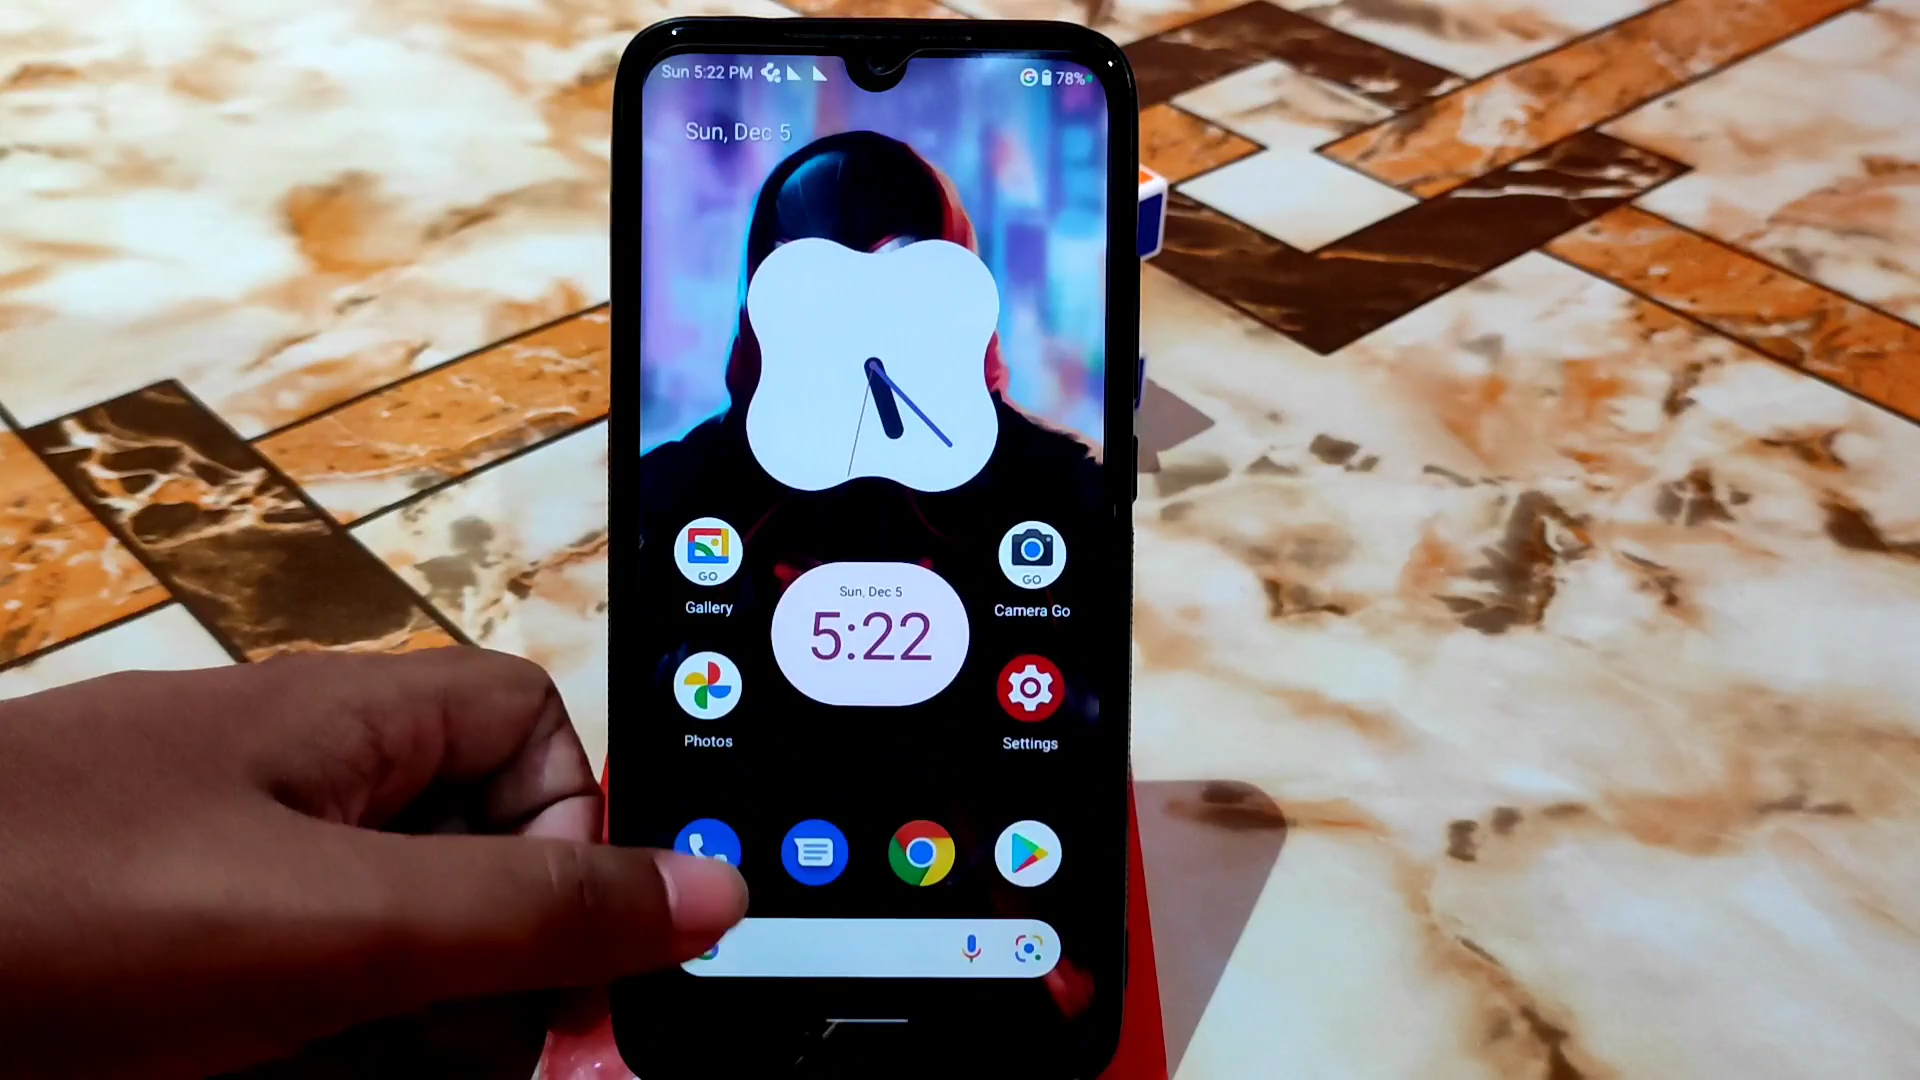 Sun 5:22 PM
78%
Sun, Dec 5
GO
Gallery
GO
Camera Go
Sun, Dec 5
5:22
Photos
Settings